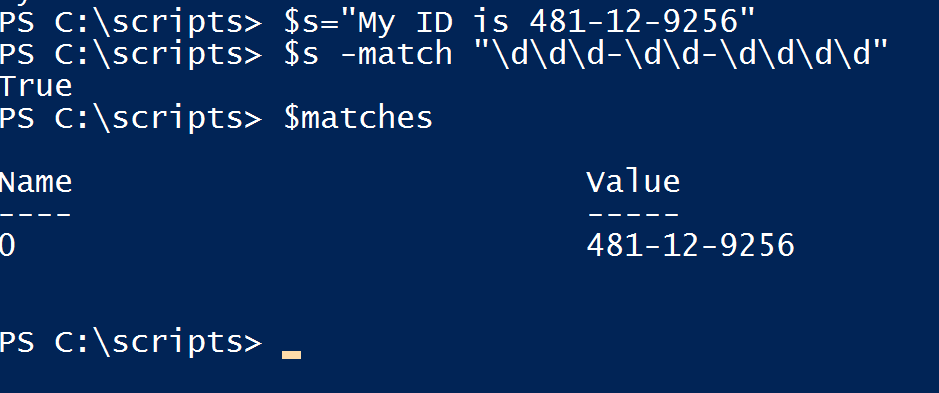 PS C:\scripts> $s="My ID is 481-12-9256"
PS C:\scripts> $s -match "\d\d\d-\d\d-\d\d\d\d"
True
PS C:\scripts> $matches
Name Value
---- -----
0 481-12-9256
PS C:\scripts>